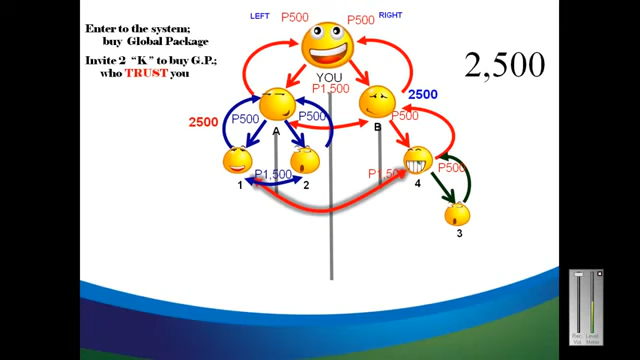 LEFT
P500
P500
RIGHT
Enter to the system;
buy Global Package
Invite 2 “K” to buy G.P.;
who TRUST you
2,500
YOU
P1,500
2500
2500
P500
P500
P500
A
B
P1,500
P1,500
P500
1
2
4
3